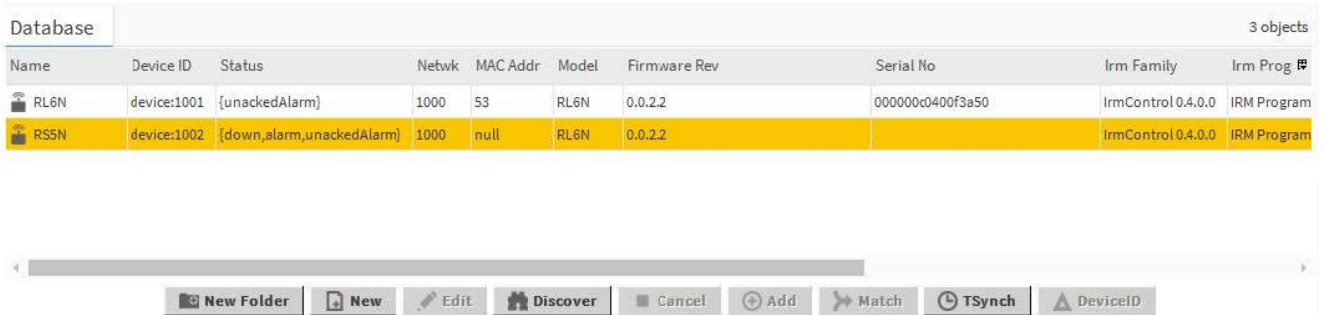 Database 3 objects
Name Device ID Status Netwk MAC Addr Model Firmware Rev Serial No Irm Family Irm Prog
RL6N device:1001 {unackedAlarm} 1000 53 RL6N 0.0.2.2 000000c0400f3a50 IrmControl 0.4.0.0 IRM Program
RS5N device:1002 {down,alarm,unackedAlarm} 1000 null RL6N 0.0.2.2 IrmControl 0.4.0.0 IRM Program
New Folder New Edit Discover Cancel Add Match TSynch DeviceID